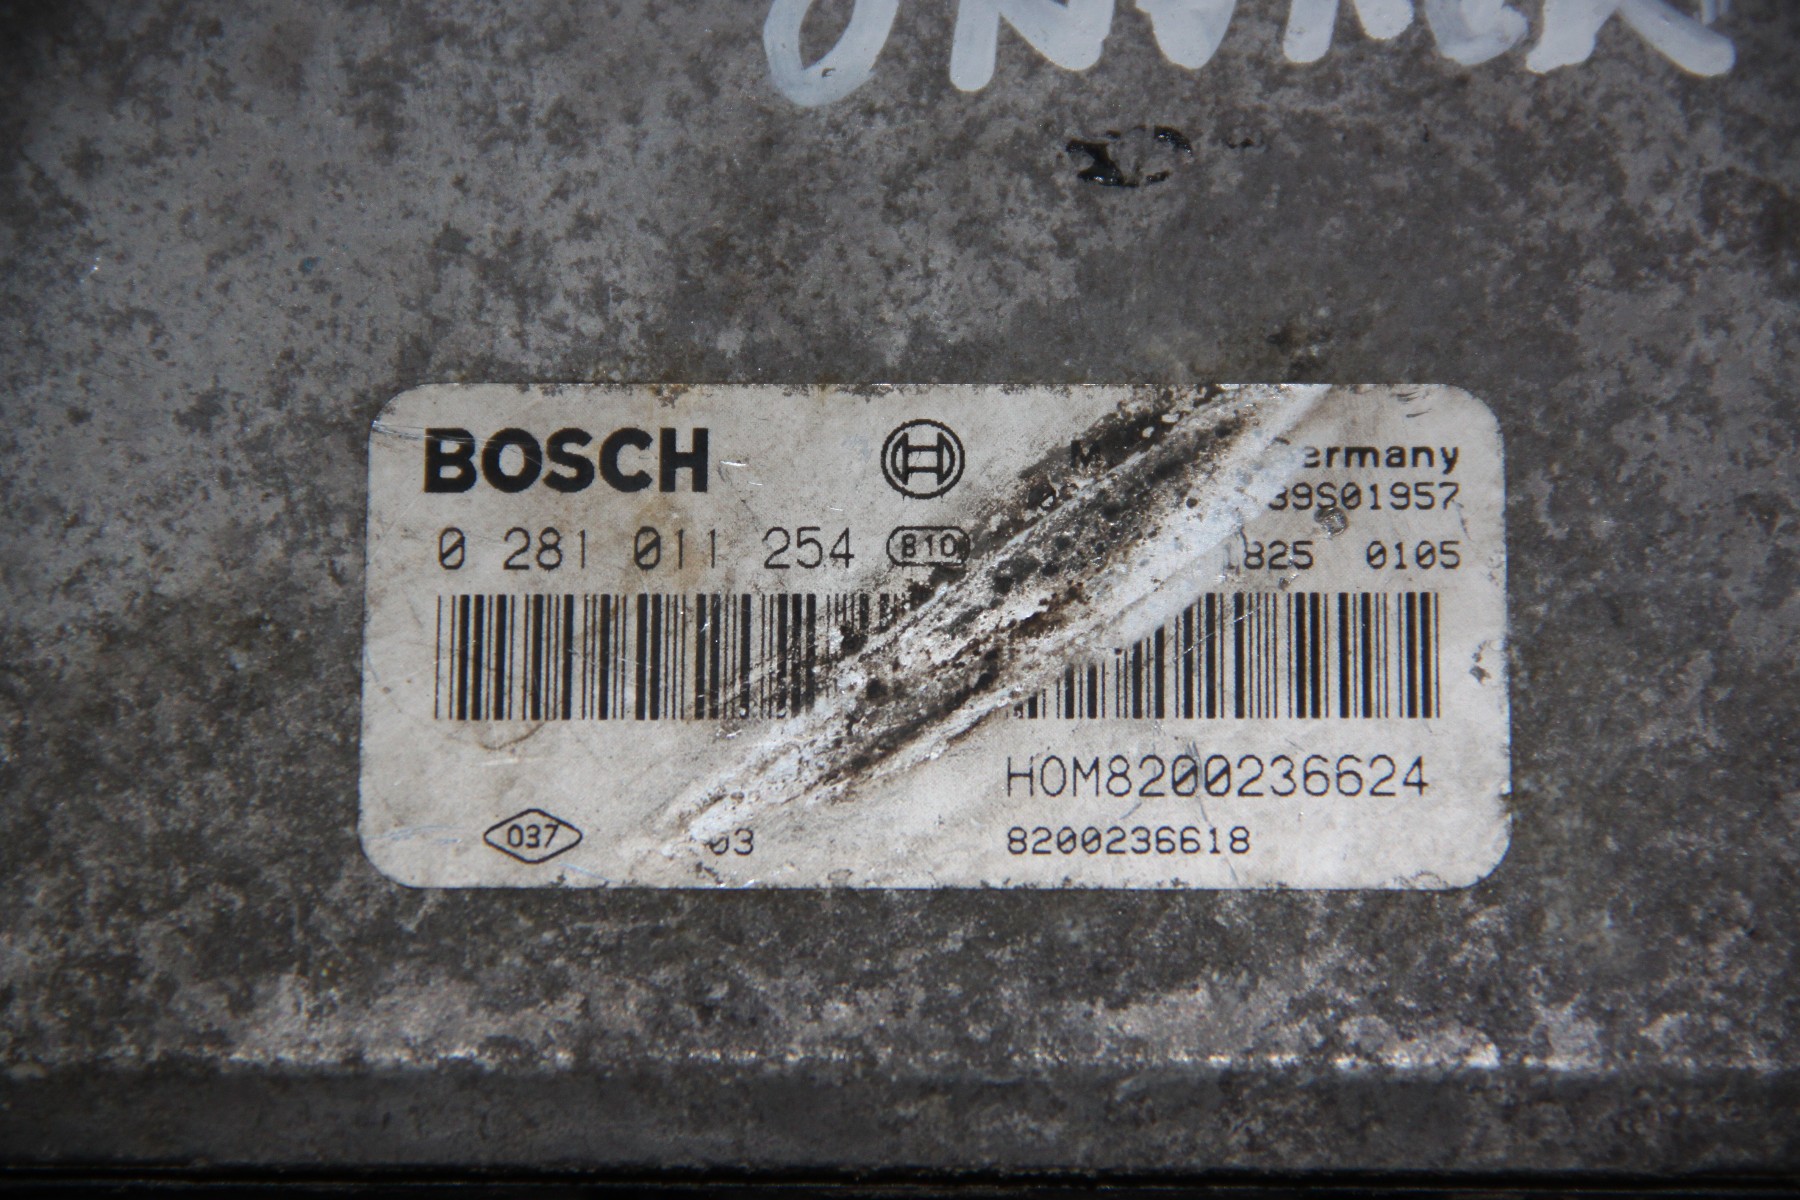 BOSCH
ermany
39S01957
0 281 011 254 B10
1825 0105
HOM8200236624
037 03
8200236618